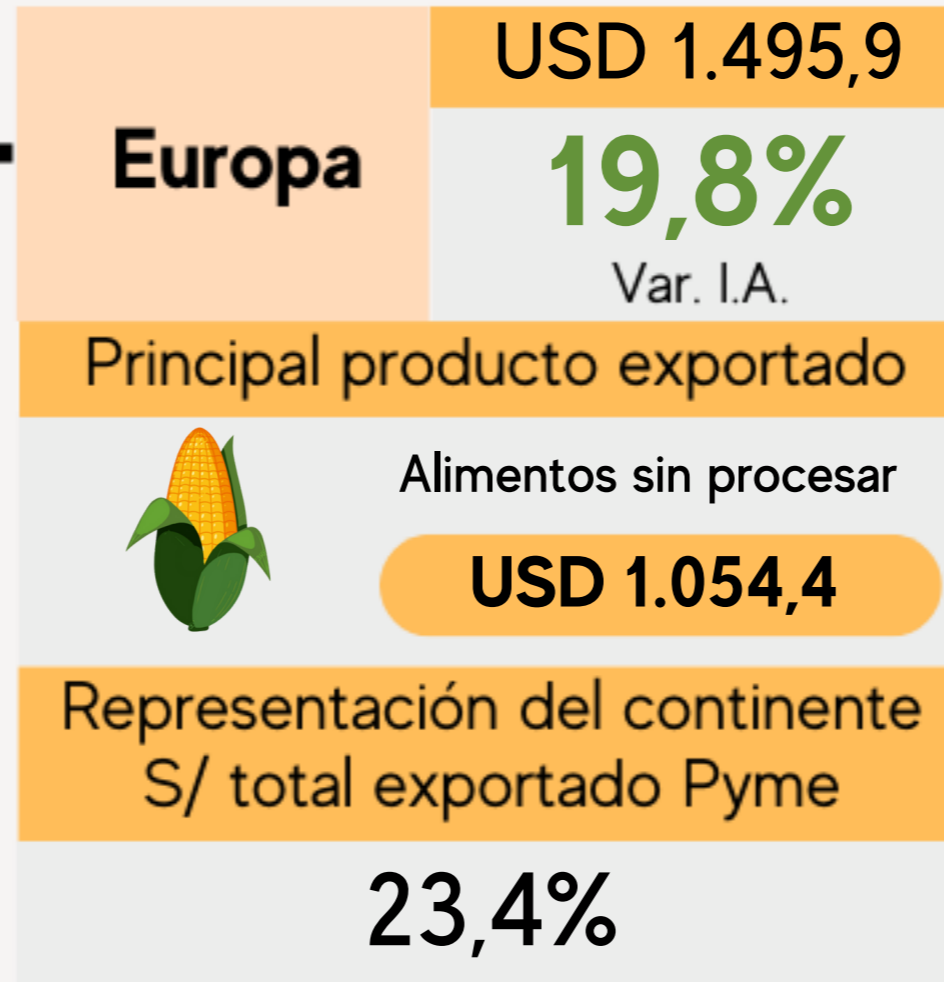 Europa
USD 1.495,9
19,8%
Var. I.A.
Principal producto exportado
Alimentos sin procesar
USD 1.054,4
Representación del continente
S/ total exportado Pyme
23,4%